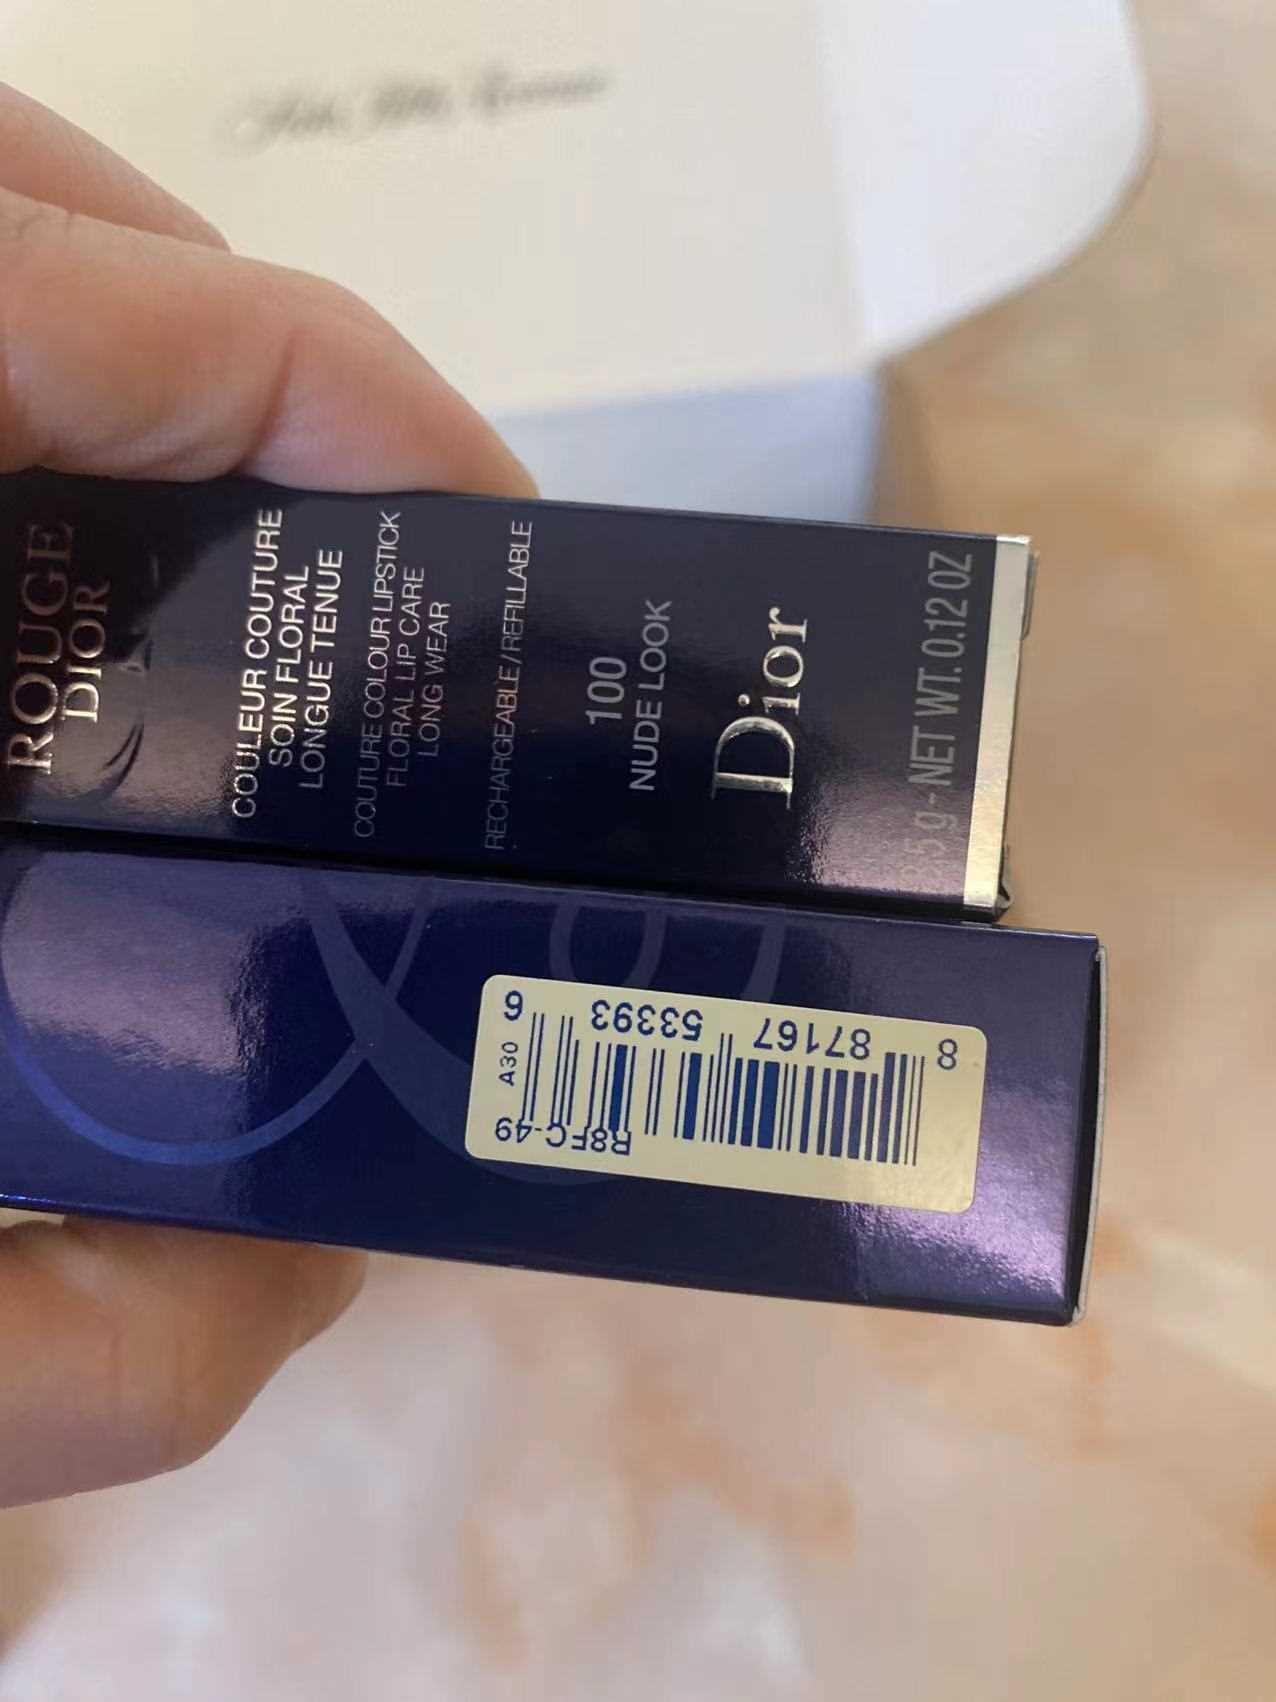 ROUGE
DIOR
COULEUR COUTURE
SOIN FLORAL
LONGUE TENUE
COUTURE COLOUR LIPSTICK
FLORAL LIP CARE
LONG WEAR
RECHARGEABLE/REFILLABLE
100
NUDE LOOK
Dior
3.5 g - NET WT. 0.12 OZ
8 87167 53393 6
A30
R8FC-49